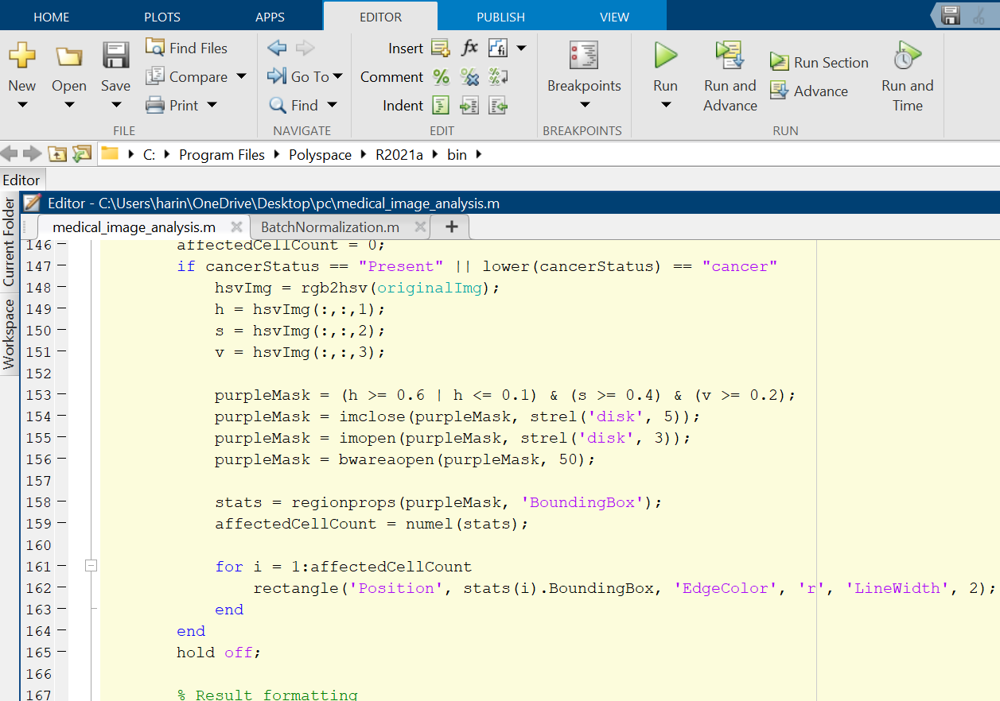 HOME PLOTS APPS EDITOR PUBLISH VIEW
New Open Save
Find Files
Compare
Print
FILE
Go To
Find
NAVIGATE
Insert fx fi
Comment %
Indent
EDIT
Breakpoints
BREAKPOINTS
Run
Run and Advance
Run Section
Advance
Run and Time
RUN
C: Program Files Polyspace R2021a bin
Editor
Current Folder
Workspace
Editor - C:\Users\harin\OneDrive\Desktop\pc\medical_image_analysis.m
medical_image_analysis.m BatchNormalization.m +
146 affectedCellCount = 0;
147 if cancerStatus == "Present" || lower(cancerStatus) == "cancer"
148 hsvImg = rgb2hsv(originalImg);
149 h = hsvImg(:,:,1);
150 s = hsvImg(:,:,2);
151 v = hsvImg(:,:,3);
152
153 purpleMask = (h >= 0.6 | h <= 0.1) & (s >= 0.4) & (v >= 0.2);
154 purpleMask = imclose(purpleMask, strel('disk', 5));
155 purpleMask = imopen(purpleMask, strel('disk', 3));
156 purpleMask = bwareaopen(purpleMask, 50);
157
158 stats = regionprops(purpleMask, 'BoundingBox');
159 affectedCellCount = numel(stats);
160
161 for i = 1:affectedCellCount
162 rectangle('Position', stats(i).BoundingBox, 'EdgeColor', 'r', 'LineWidth', 2);
163 end
164 end
165 hold off;
166
167 % Result formatting